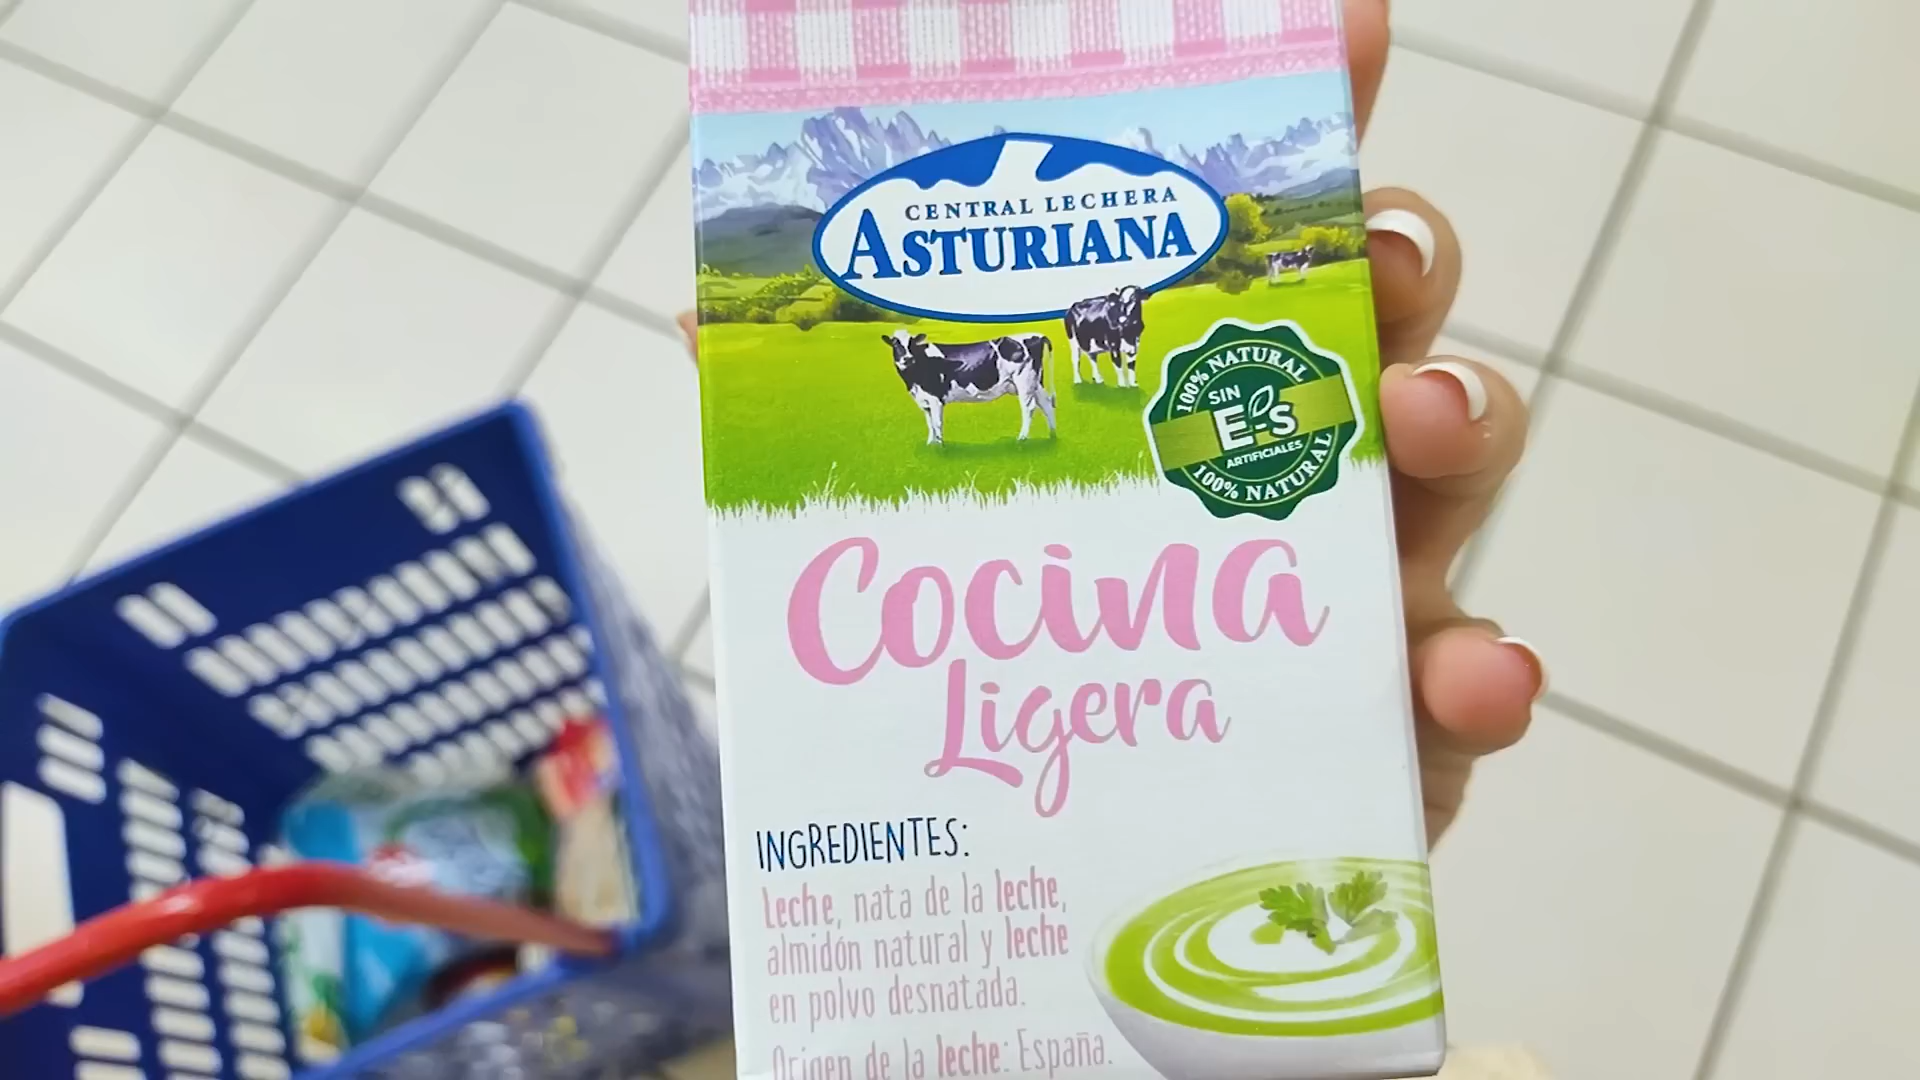 CENTRAL LECHERA
ASTURIANA
100% NATURAL
SIN
E-S
ARTIFICIALES
100% NATURAL
Cocina
Ligera
INGREDIENTES:
Leche, nata de la leche,
almidón natural y leche
en polvo desnatada.
Origen de la leche: España.